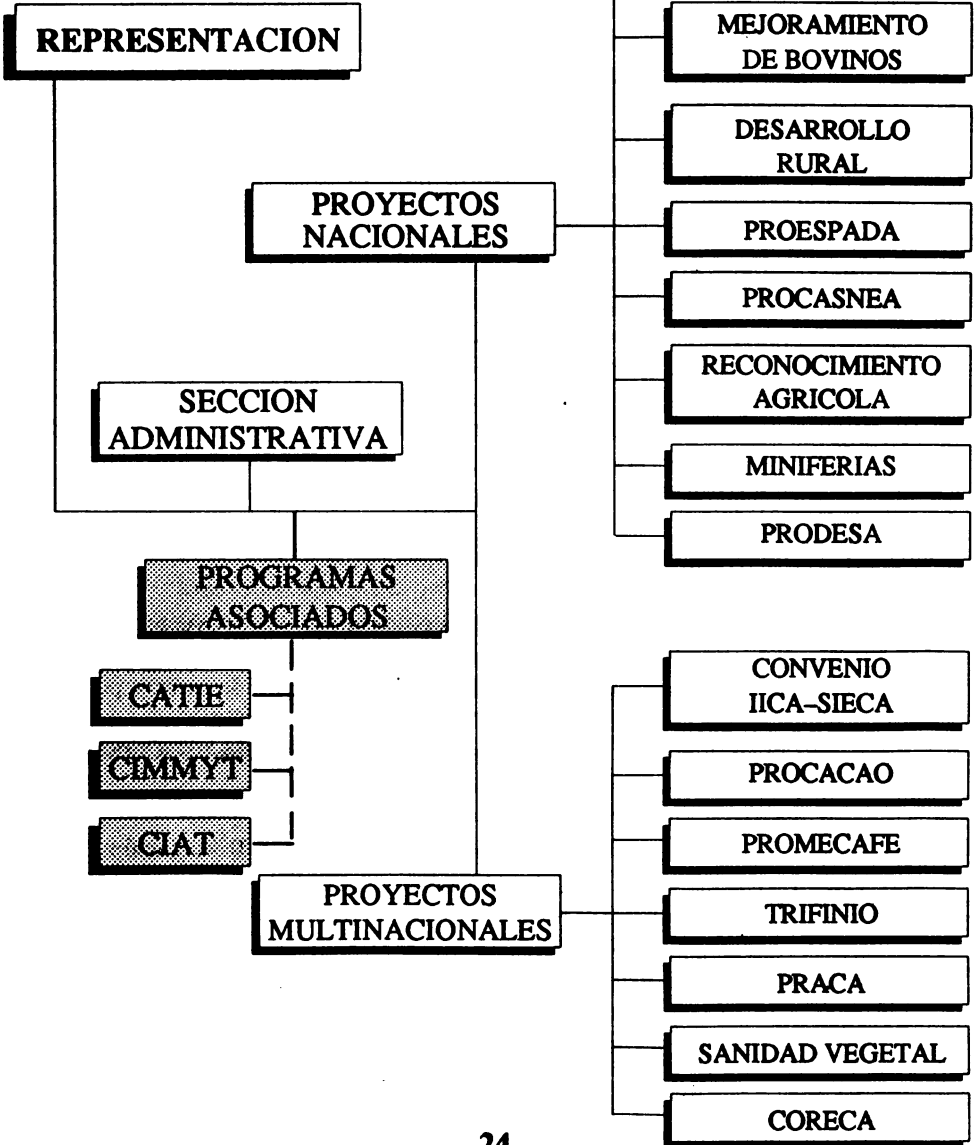 REPRESENTACION
MEJORAMIENTO
DE BOVINOS
DESARROLLO
RURAL
PROYECTOS
NACIONALES
PROESPADA
PROCASNEA
RECONOCIMIENTO
AGRICOLA
SECCION
ADMINISTRATIVA
MINIFERIAS
PRODESA
PROGRAMAS
ASOCIADOS
CATIE
CIMMYT
CIAT
PROYECTOS
MULTINACIONALES
CONVENIO
IICA-SIECA
PROCACAO
PROMECAFE
TRIFINIO
PRACA
SANIDAD VEGETAL
CORECA
24